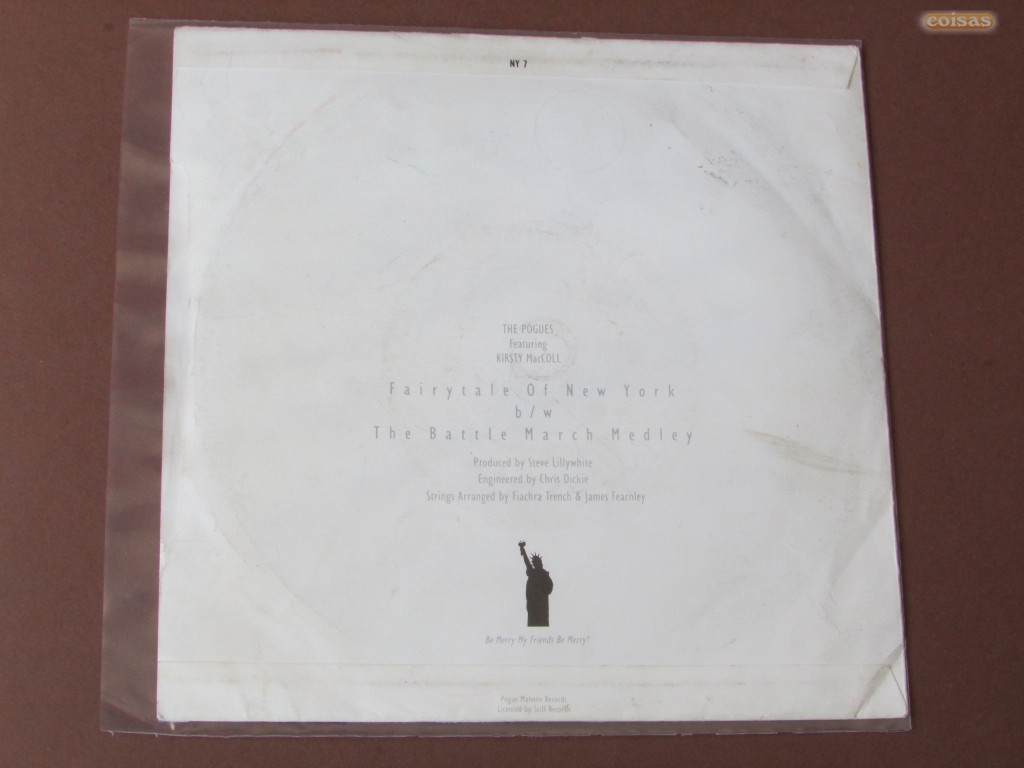 coisas
NY 7
THE POGUES
Featuring
KIRSTY MacCOLL
Fairytale Of New York
b/w
The Battle March Medley
Produced by Steve Lillywhite
Engineered by Chris Dickie
Strings Arranged by Fiachra Trench & James Fearnley
Be Merry My Friends Be Merry!
Pogue Mahone Records
Licenced by Stiff Records